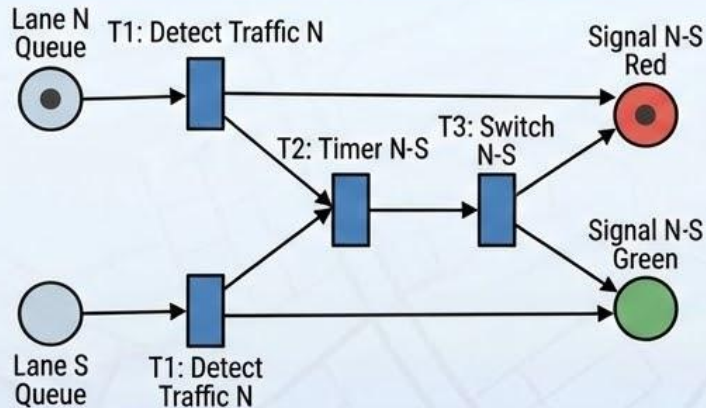 Lane N
Queue
T1: Detect Traffic N
Signal N-S
Red
T2: Timer N-S
T3: Switch
N-S
Signal N-S
Green
Lane S
Queue
T1: Detect
Traffic N